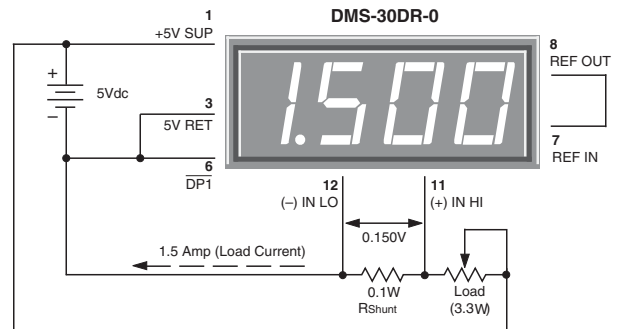 DMS-30DR-0
1
+5V SUP
8
REF OUT
+
5Vdc
−
1.500
3
5V RET
7
REF IN
6
DP1
12
(–) IN LO
11
(+) IN HI
0.150V
1.5 Amp (Load Current)
0.1W
RShunt
Load
(3.3W)